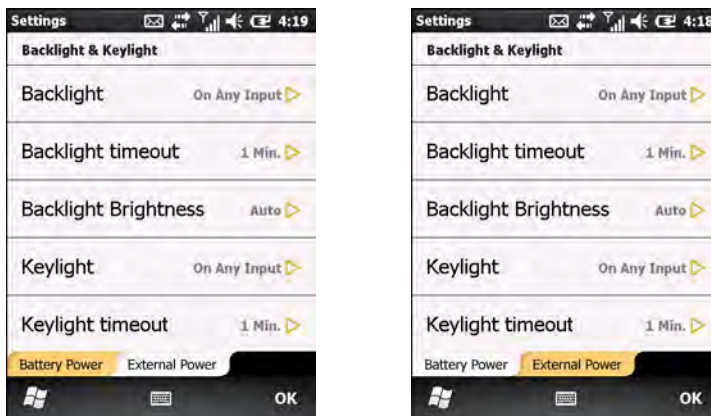 Settings 4:19
Backlight & Keylight
Backlight On Any Input
Backlight timeout 1 Min.
Backlight Brightness Auto
Keylight On Any Input
Keylight timeout 1 Min.
Battery Power External Power
OK
Settings 4:18
Backlight & Keylight
Backlight On Any Input
Backlight timeout 1 Min.
Backlight Brightness Auto
Keylight On Any Input
Keylight timeout 1 Min.
Battery Power External Power
OK